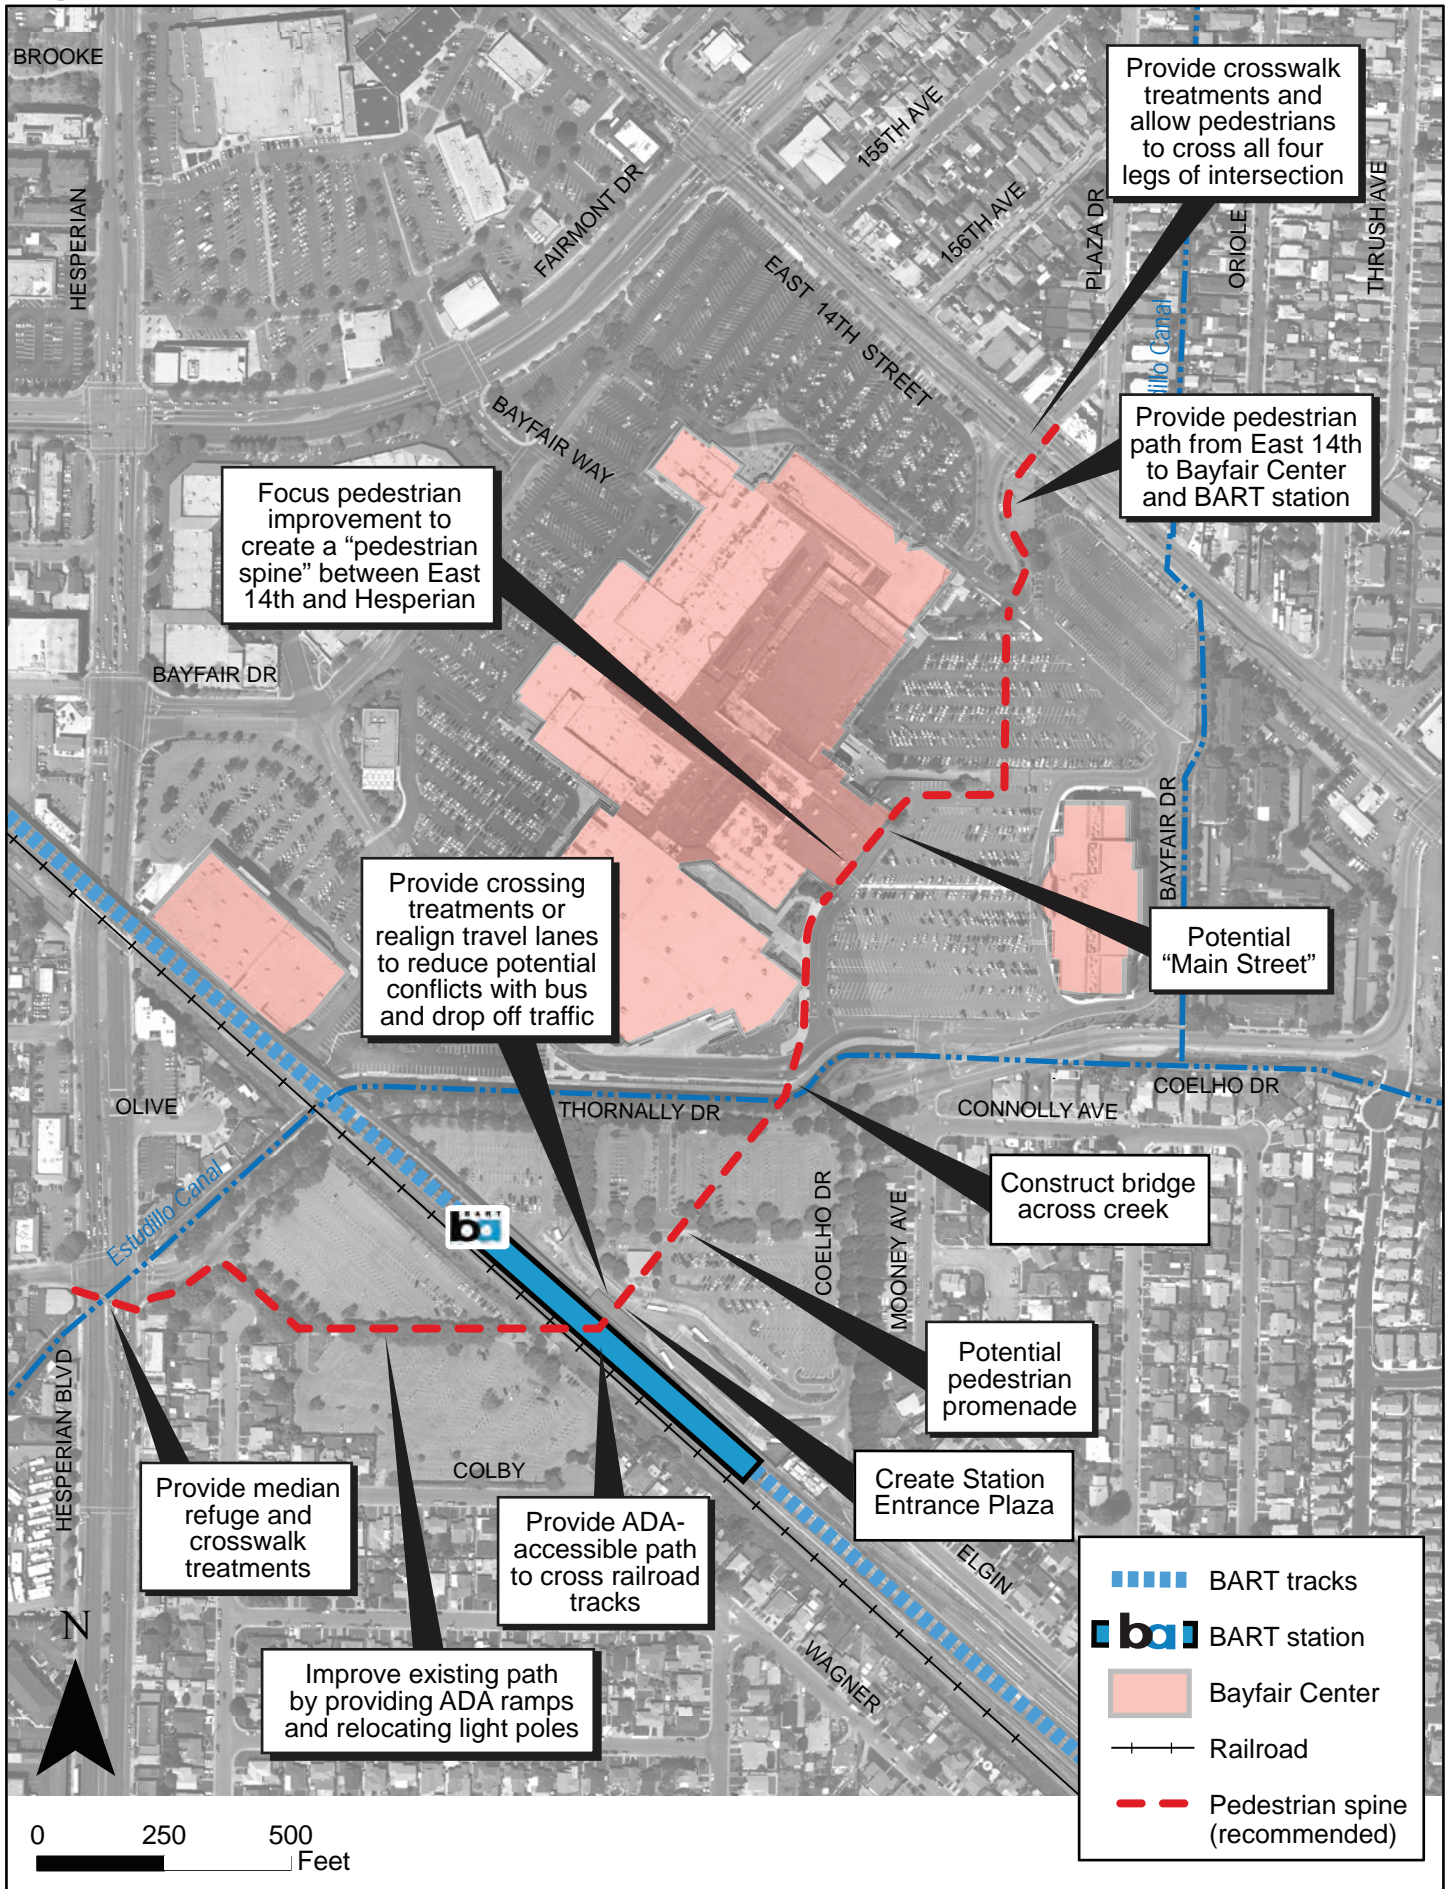 BROOKE
HESPERIAN
FAIRMONT DR
155TH AVE
156TH AVE
PLAZA DR
ORIOLE
THRUSH AVE
Provide crosswalk
treatments and
allow pedestrians
to cross all four
legs of intersection
EAST 14TH STREET
dillo Canal
BAYFAIR WAY
Provide pedestrian
path from East 14th
to Bayfair Center
and BART station
Focus pedestrian
improvement to
create a “pedestrian
spine” between East
14th and Hesperian
BAYFAIR DR
BAYFAIR DR
Provide crossing
treatments or
realign travel lanes
to reduce potential
conflicts with bus
and drop off traffic
Potential
“Main Street”
OLIVE
THORNALLY DR
CONNOLLY AVE
COELHO DR
Estudillo Canal
BART
ba
COELHO DR
MOONEY AVE
Construct bridge
across creek
HESPERIAN BLVD
Potential
pedestrian
promenade
COLBY
Provide median
refuge and
crosswalk
treatments
Provide ADA-
accessible path
to cross railroad
tracks
Create Station
Entrance Plaza
ELGIN
WAGNER
Improve existing path
by providing ADA ramps
and relocating light poles
N
BART tracks
ba BART station
Bayfair Center
Railroad
Pedestrian spine
(recommended)
0 250 500
Feet